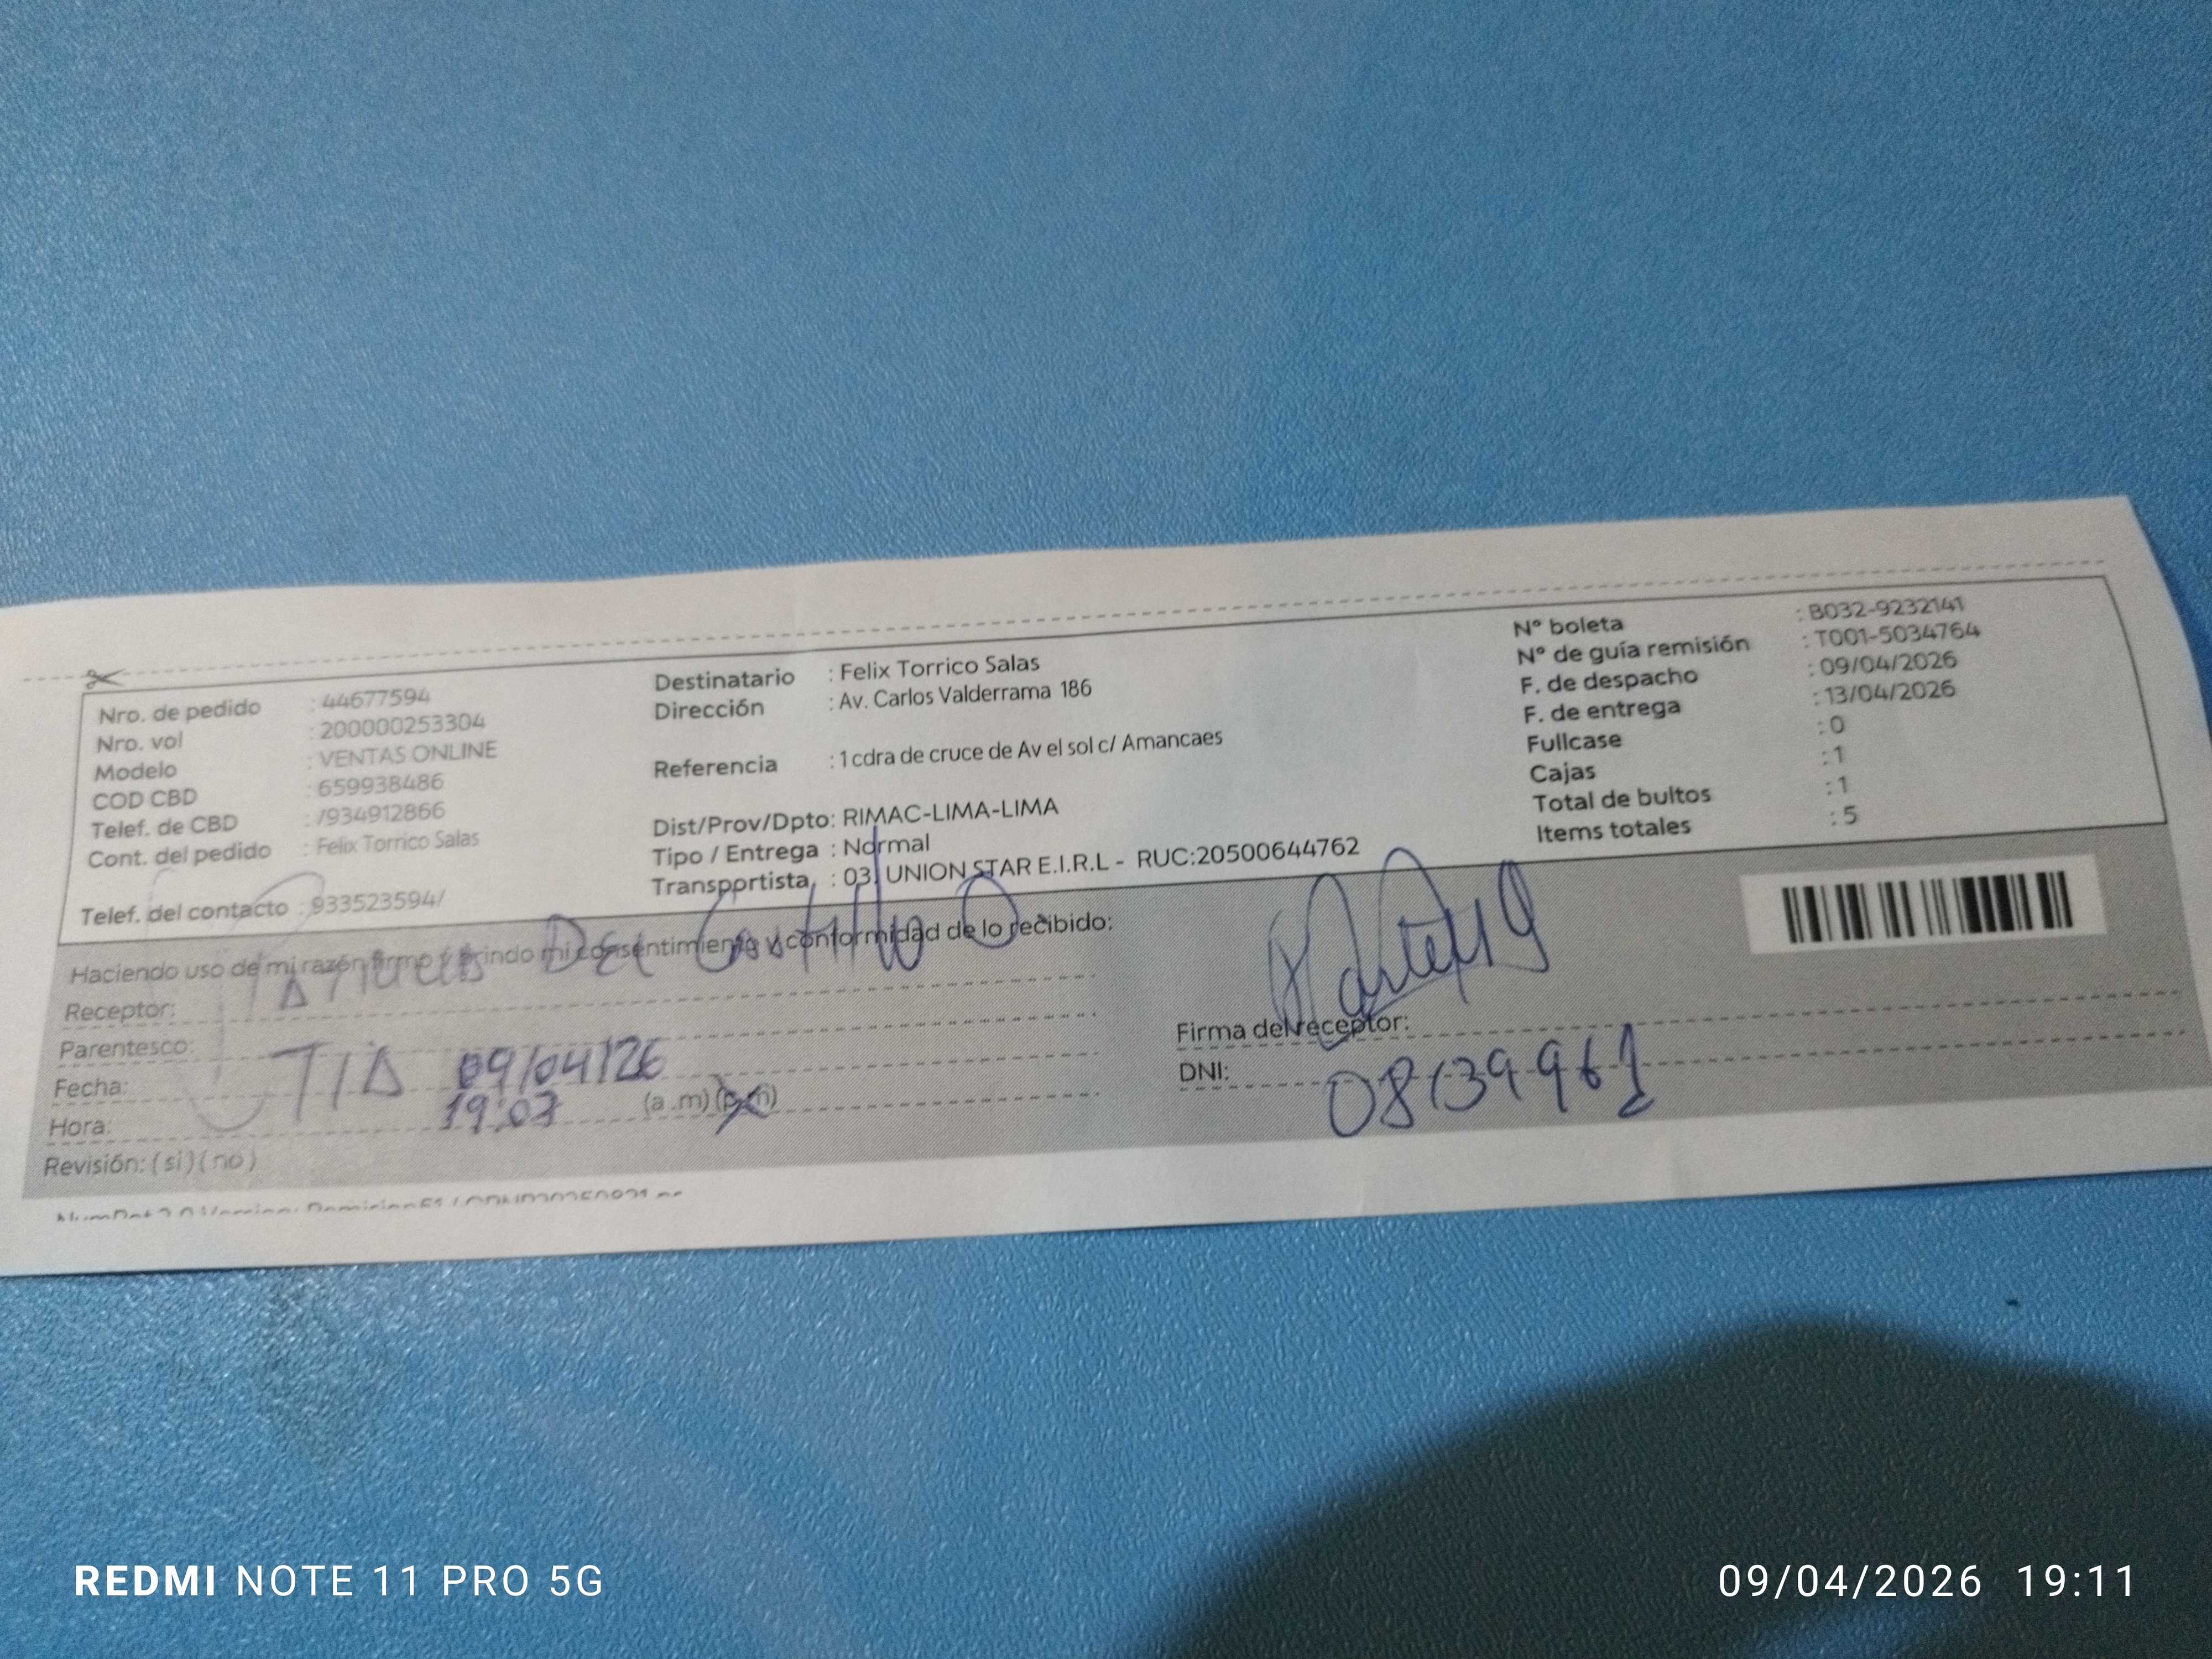 Nro. de pedido : 44677594
Nro. vol : 200000253304
Modelo : VENTAS ONLINE
COD CBD : 659938486
Telef. de CBD : /934912866
Cont. del pedido : Felix Torrico Salas
Telef. del contacto : 933523594/
Destinatario : Felix Torrico Salas
Dirección : Av. Carlos Valderrama 186
Referencia : 1 cdra de cruce de Av el sol c/ Amancaes
Dist/Prov/Dpto: RIMAC-LIMA-LIMA
Tipo / Entrega : Normal
Transportista : 03. UNION STAR E.I.R.L - RUC:20500644762
N° boleta : B032-9232141
N° de guía remisión : T001-5034764
F. de despacho : 09/04/2026
F. de entrega : 13/04/2026
Fullcase : 0
Cajas : 1
Total de bultos : 1
Items totales : 5
Haciendo uso de mi razón firmo y brindo mi consentimiento y conformidad de lo recibido:
Receptor: Del Castillo
Parentesco: TIA
Fecha: 09/04/26
Hora: 19:07 (a.m) (p.m)
Revisión: (si) (no)
Firma del receptor:
DNI: 08139961
REDMI NOTE 11 PRO 5G
09/04/2026 19:11